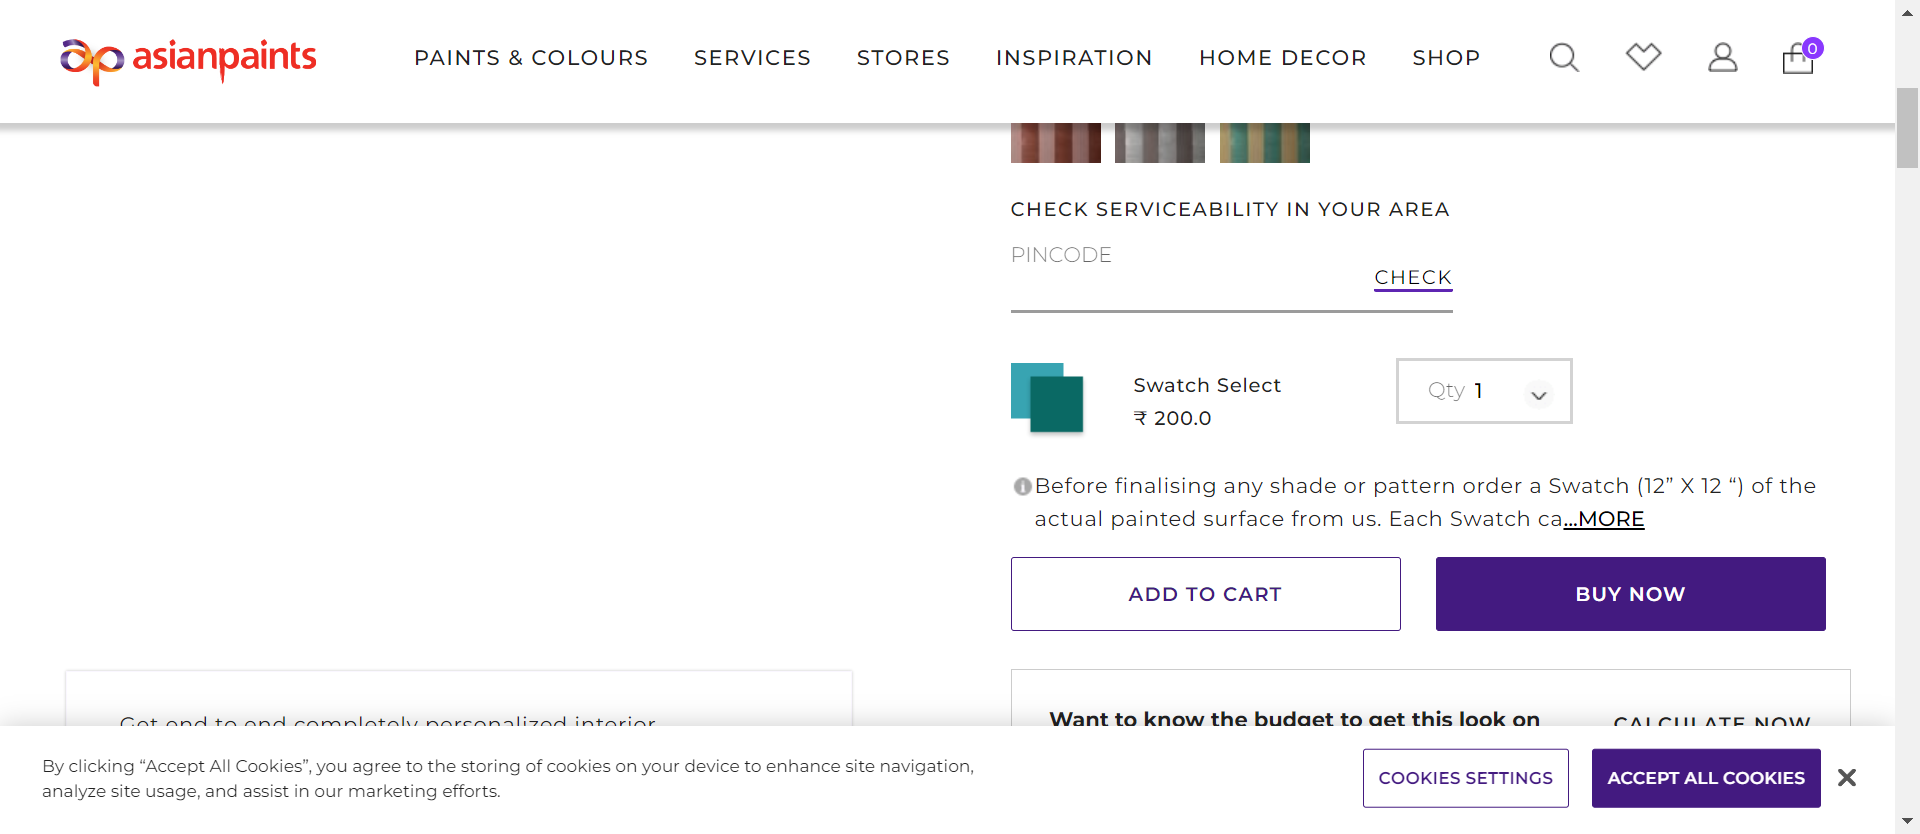 asianpaints
PAINTS & COLOURS SERVICES STORES INSPIRATION HOME DECOR SHOP
0
CHECK SERVICEABILITY IN YOUR AREA
PINCODE
CHECK
Swatch Select
₹ 200.0
Qty 1
Before finalising any shade or pattern order a Swatch (12” X 12 “) of the
actual painted surface from us. Each Swatch ca...MORE
ADD TO CART
BUY NOW
Get end to end completely personalized interior
Want to know the budget to get this look on
CALCULATE NOW
By clicking “Accept All Cookies”, you agree to the storing of cookies on your device to enhance site navigation,
analyze site usage, and assist in our marketing efforts.
COOKIES SETTINGS
ACCEPT ALL COOKIES